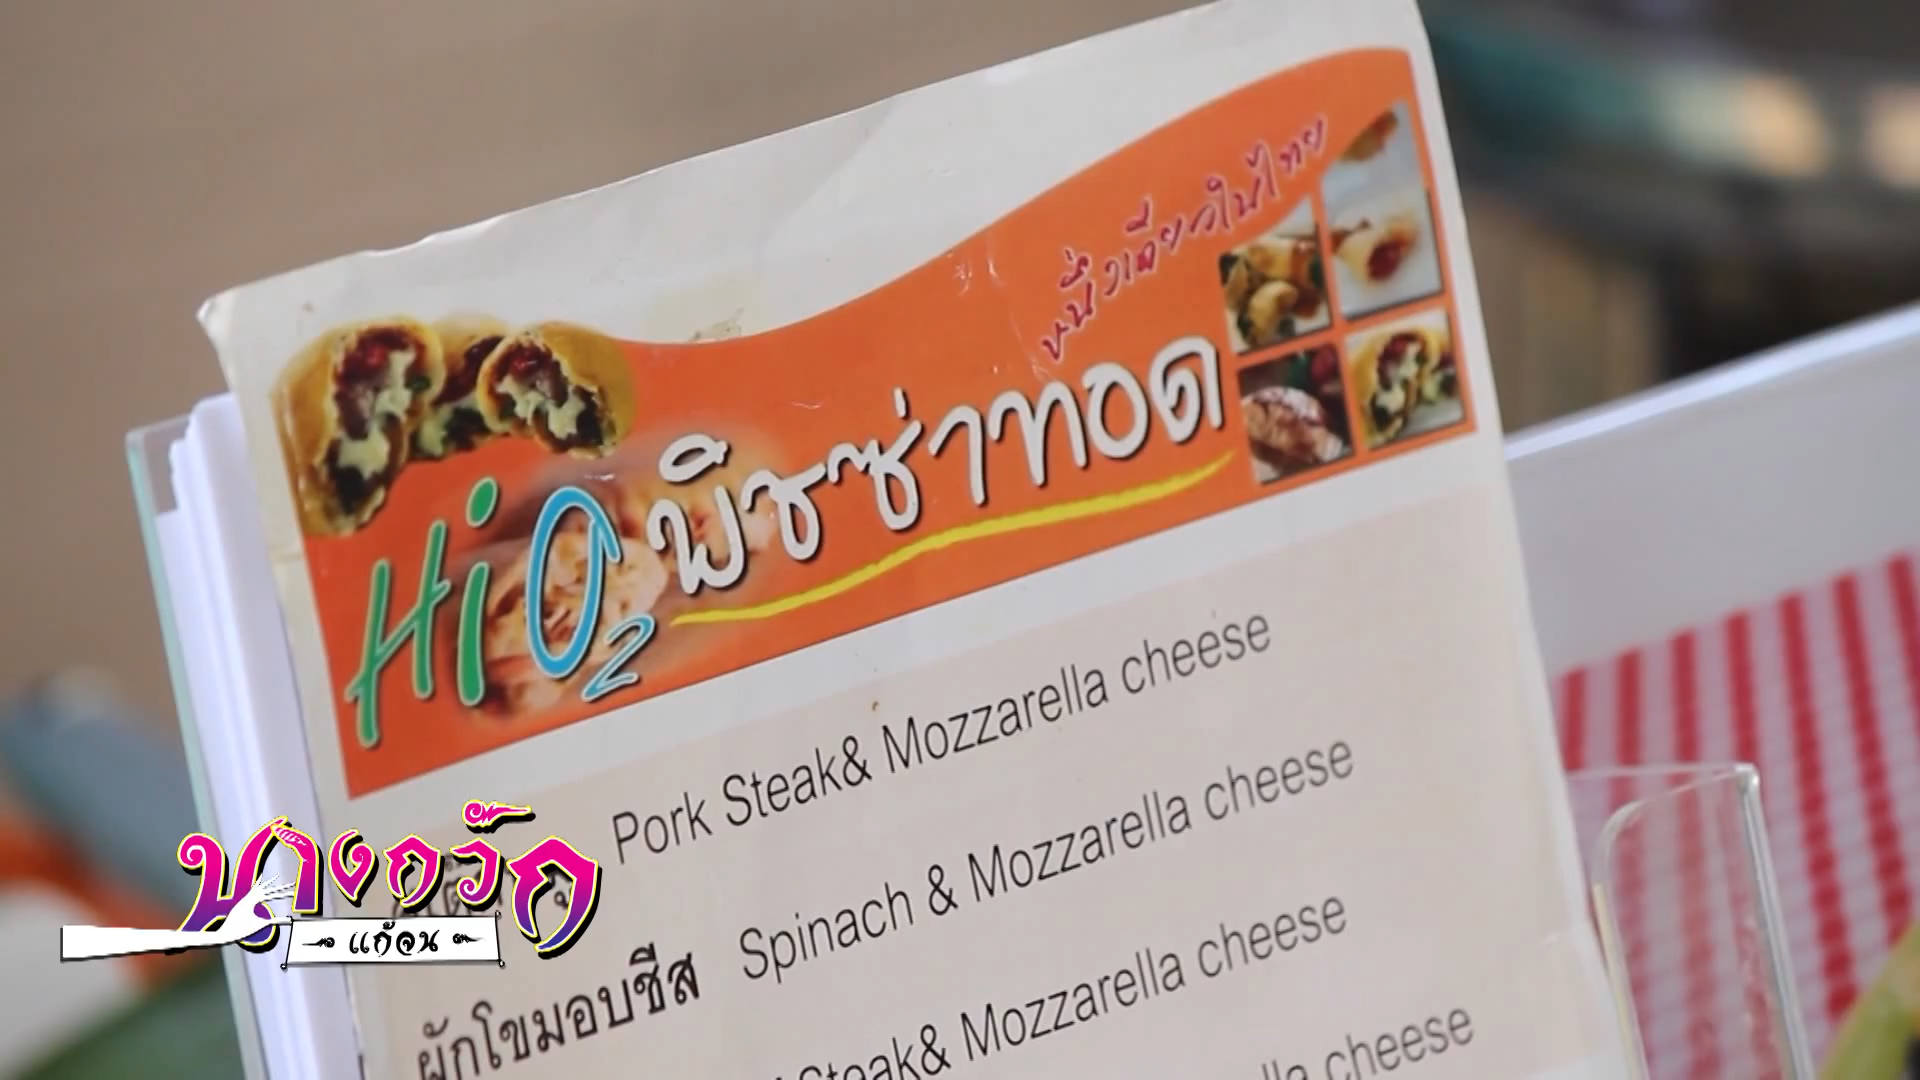 หนึ่งเดียวในไทย
HiO2 พิซซ่าทอด
Pork Steak& Mozzarella cheese
ผักโขมอบชีส Spinach & Mozzarella cheese
Steak& Mozzarella cheese
cheese
นางกวัก
แก้จน